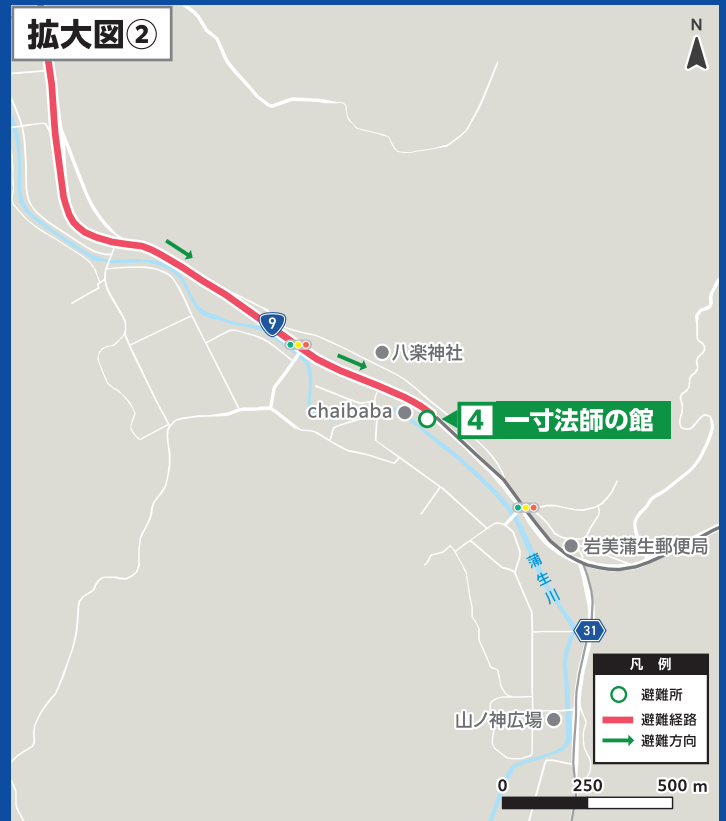 拡大図②
N
9
八楽神社
chaibaba
4 一寸法師の館
岩美蒲生郵便局
蒲生川
31
山ノ神広場
凡 例
避難所
避難経路
避難方向
0 250 500 m